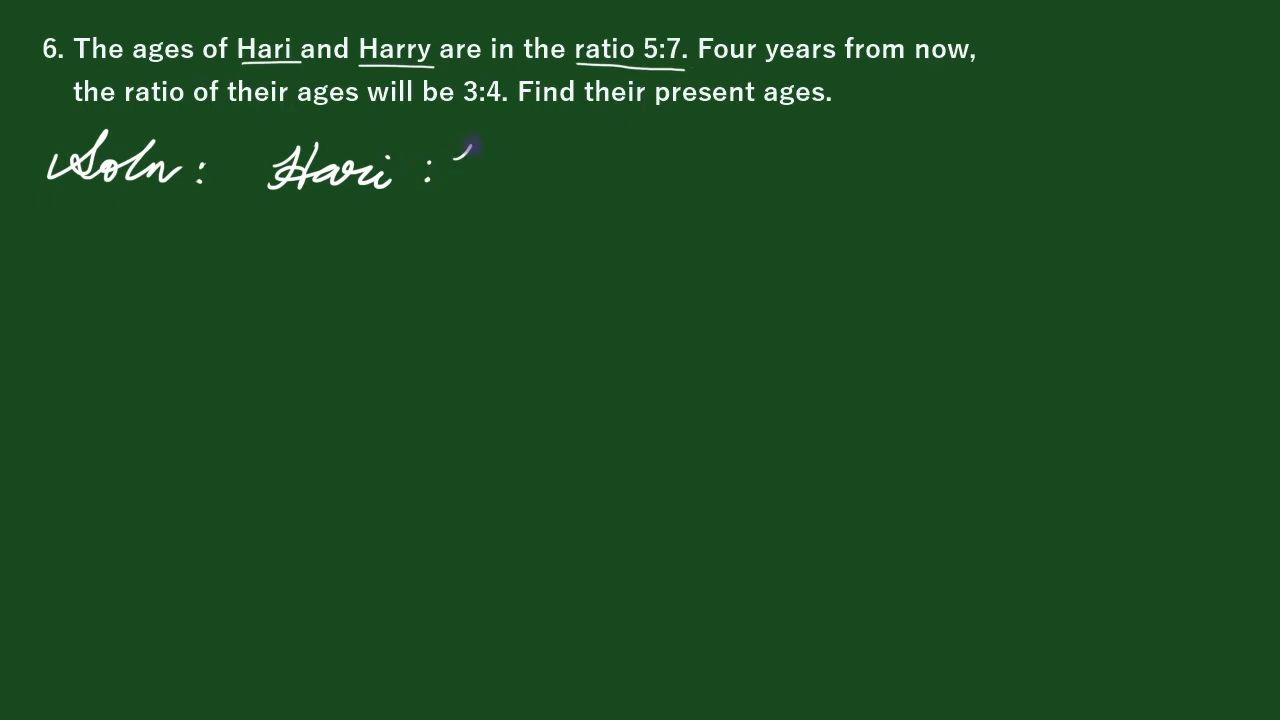 6. The ages of Hari and Harry are in the ratio 5:7. Four years from now,
the ratio of their ages will be 3:4. Find their present ages.
Soln : Hari :